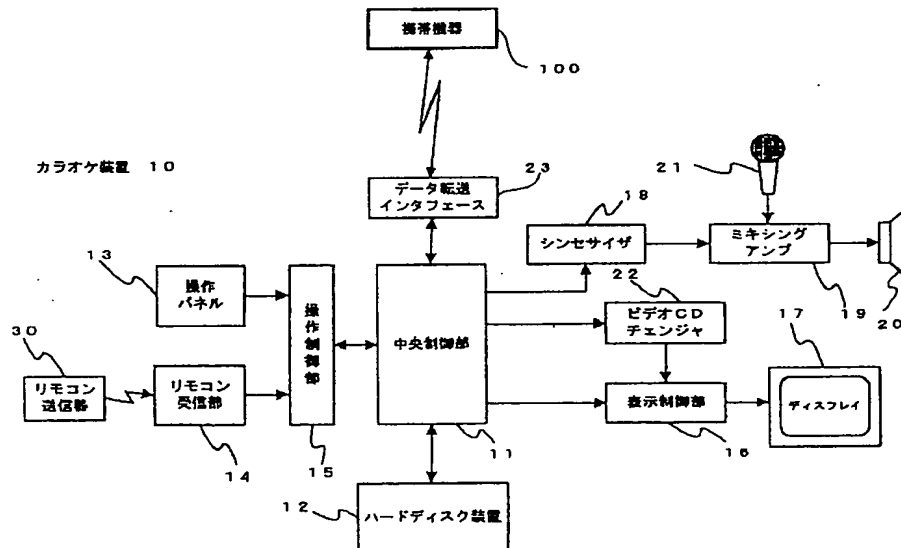 携帯機器
100
カラオケ装置 10
データ転送
インタフェース
23
21
18
シンセサイザ
ミキシング
アンプ
19
20
13
操作
パネル
操作制御部
中央制御部
22
ビデオCD
チェンジャ
17
30
リモコン
送信器
リモコン
受信部
14
15
11
表示制御部
16
ディスプレイ
12
ハードディスク装置